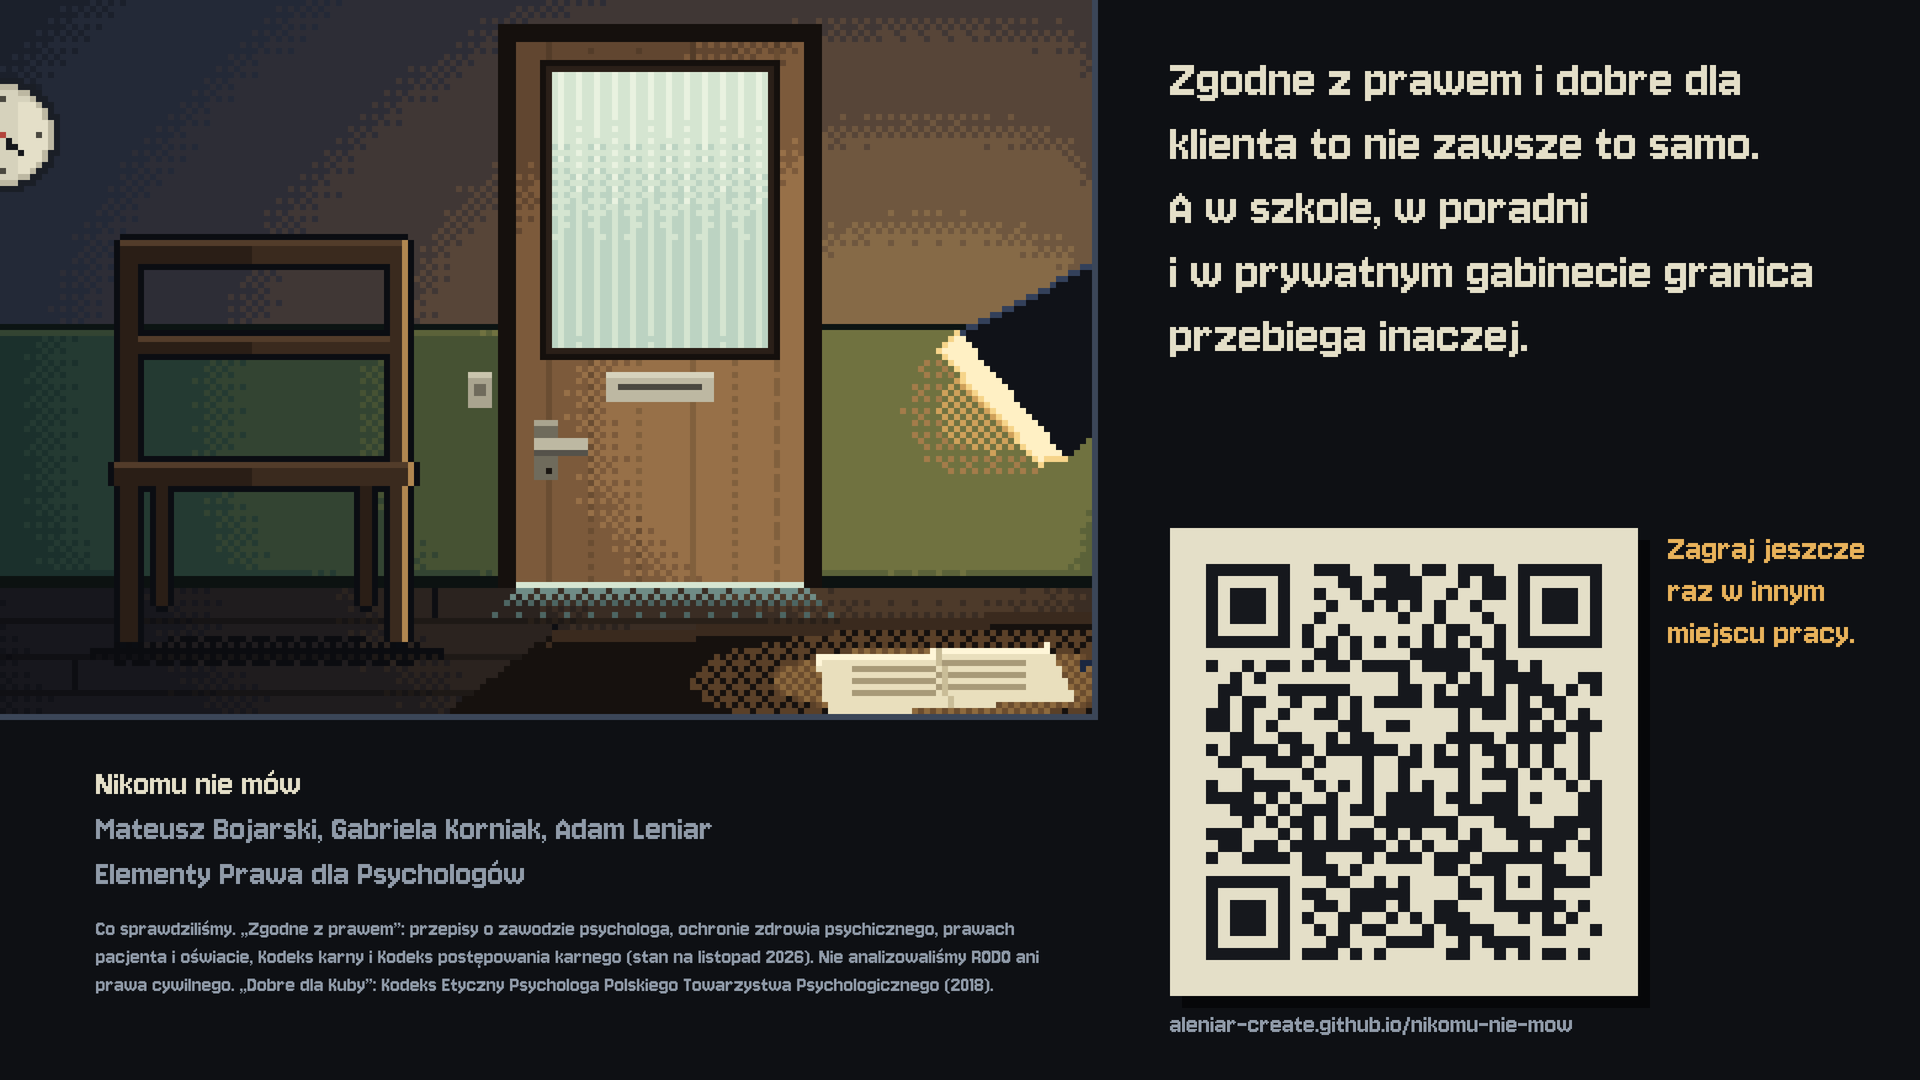 Zgodne z prawem i dobre dla
klienta to nie zawsze to samo.
A w szkole, w poradni
i w prywatnym gabinecie granica
przebiega inaczej.
Zagraj jeszcze
raz w innym
miejscu pracy.
aleniar-create.github.io/nikomu-nie-mow
Nikomu nie mów
Mateusz Bojarski, Gabriela Korniak, Adam Leniar
Elementy Prawa dla Psychologów
Co sprawdziliśmy. „Zgodne z prawem”: przepisy o zawodzie psychologa, ochronie zdrowia psychicznego, prawach
pacjenta i oświacie, Kodeks karny i Kodeks postępowania karnego (stan na listopad 2026). Nie analizowaliśmy RODO ani
prawa cywilnego. „Dobre dla Kuby”: Kodeks Etyczny Psychologa Polskiego Towarzystwa Psychologicznego (2018).